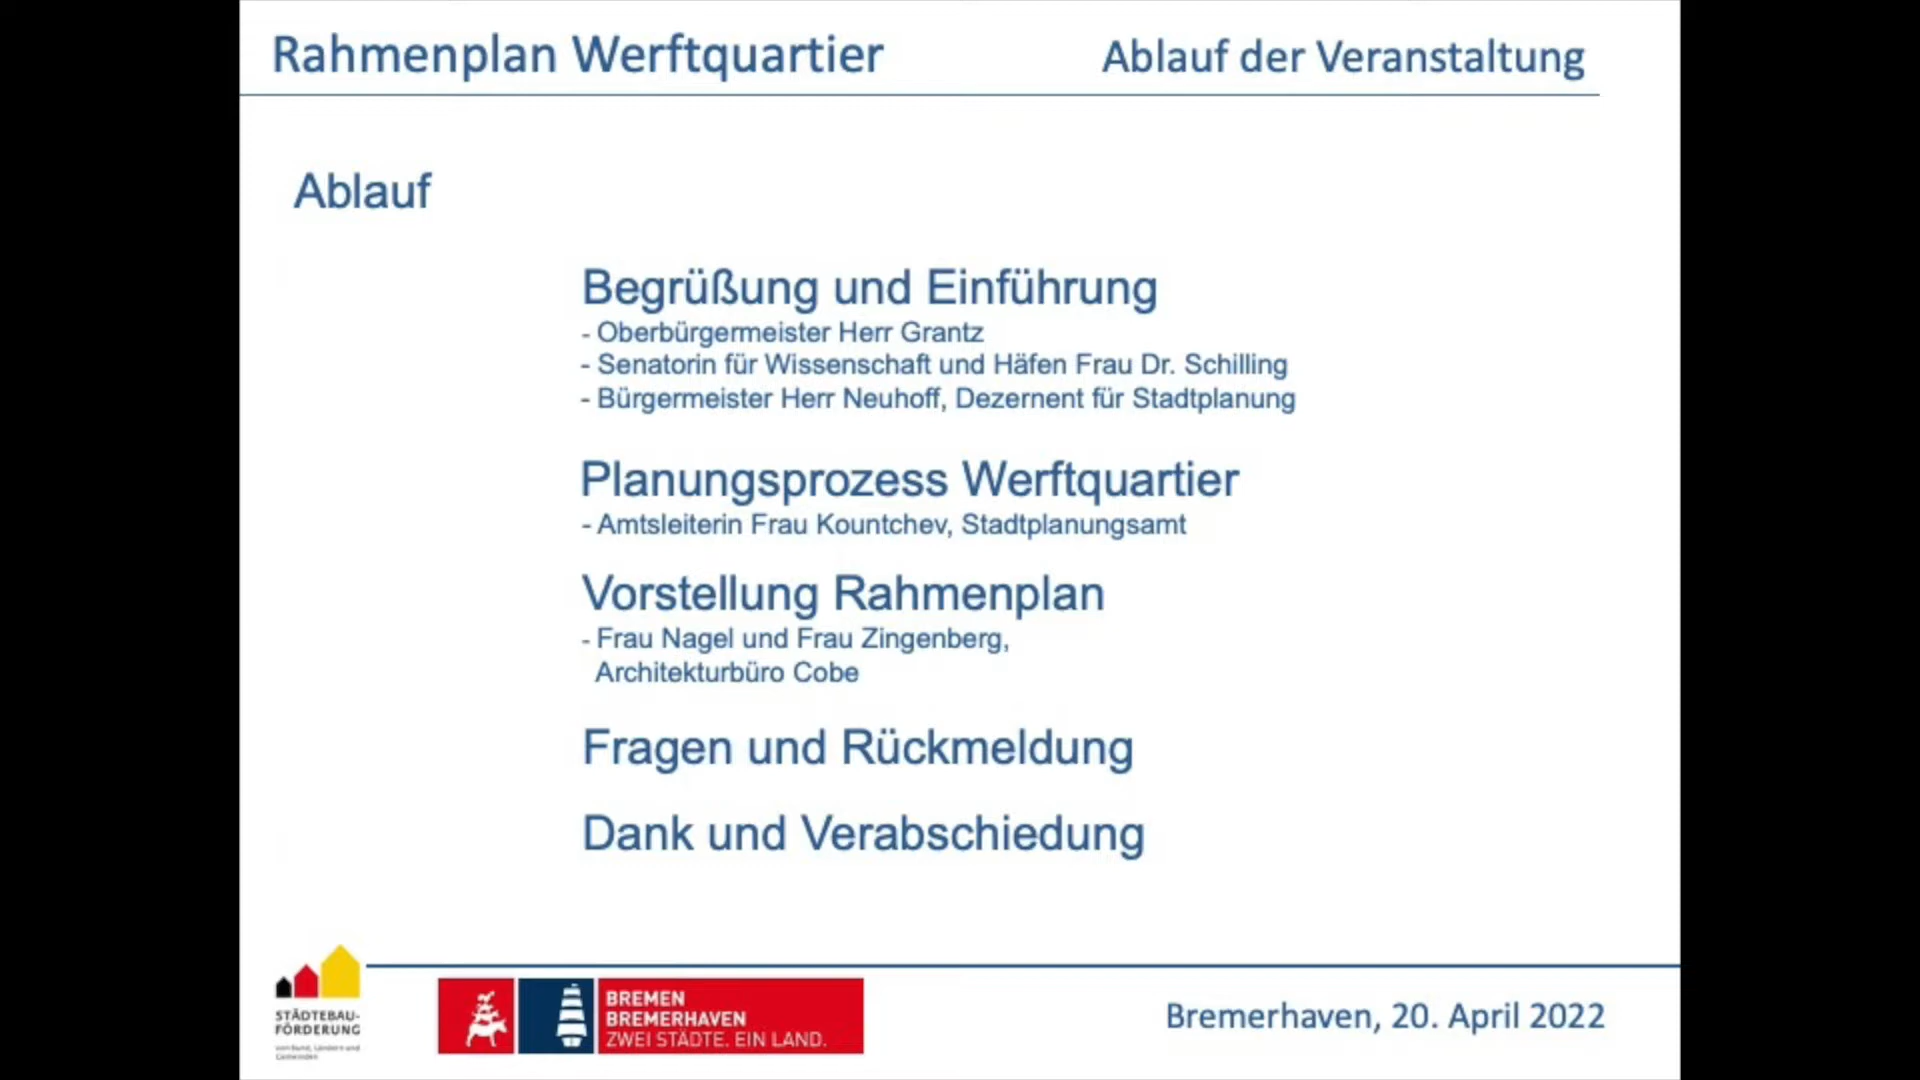 Rahmenplan Werftquartier
Ablauf der Veranstaltung
Ablauf
Begrüßung und Einführung
- Oberbürgermeister Herr Grantz
- Senatorin für Wissenschaft und Häfen Frau Dr. Schilling
- Bürgermeister Herr Neuhoff, Dezernent für Stadtplanung
Planungsprozess Werftquartier
- Amtsleiterin Frau Kountchev, Stadtplanungsamt
Vorstellung Rahmenplan
- Frau Nagel und Frau Zingenberg,
Architekturbüro Cobe
Fragen und Rückmeldung
Dank und Verabschiedung
STÄDTEBAU-
FÖRDERUNG
von Bund, Ländern und
Gemeinden
BREMEN
BREMERHAVEN
ZWEI STÄDTE. EIN LAND.
Bremerhaven, 20. April 2022